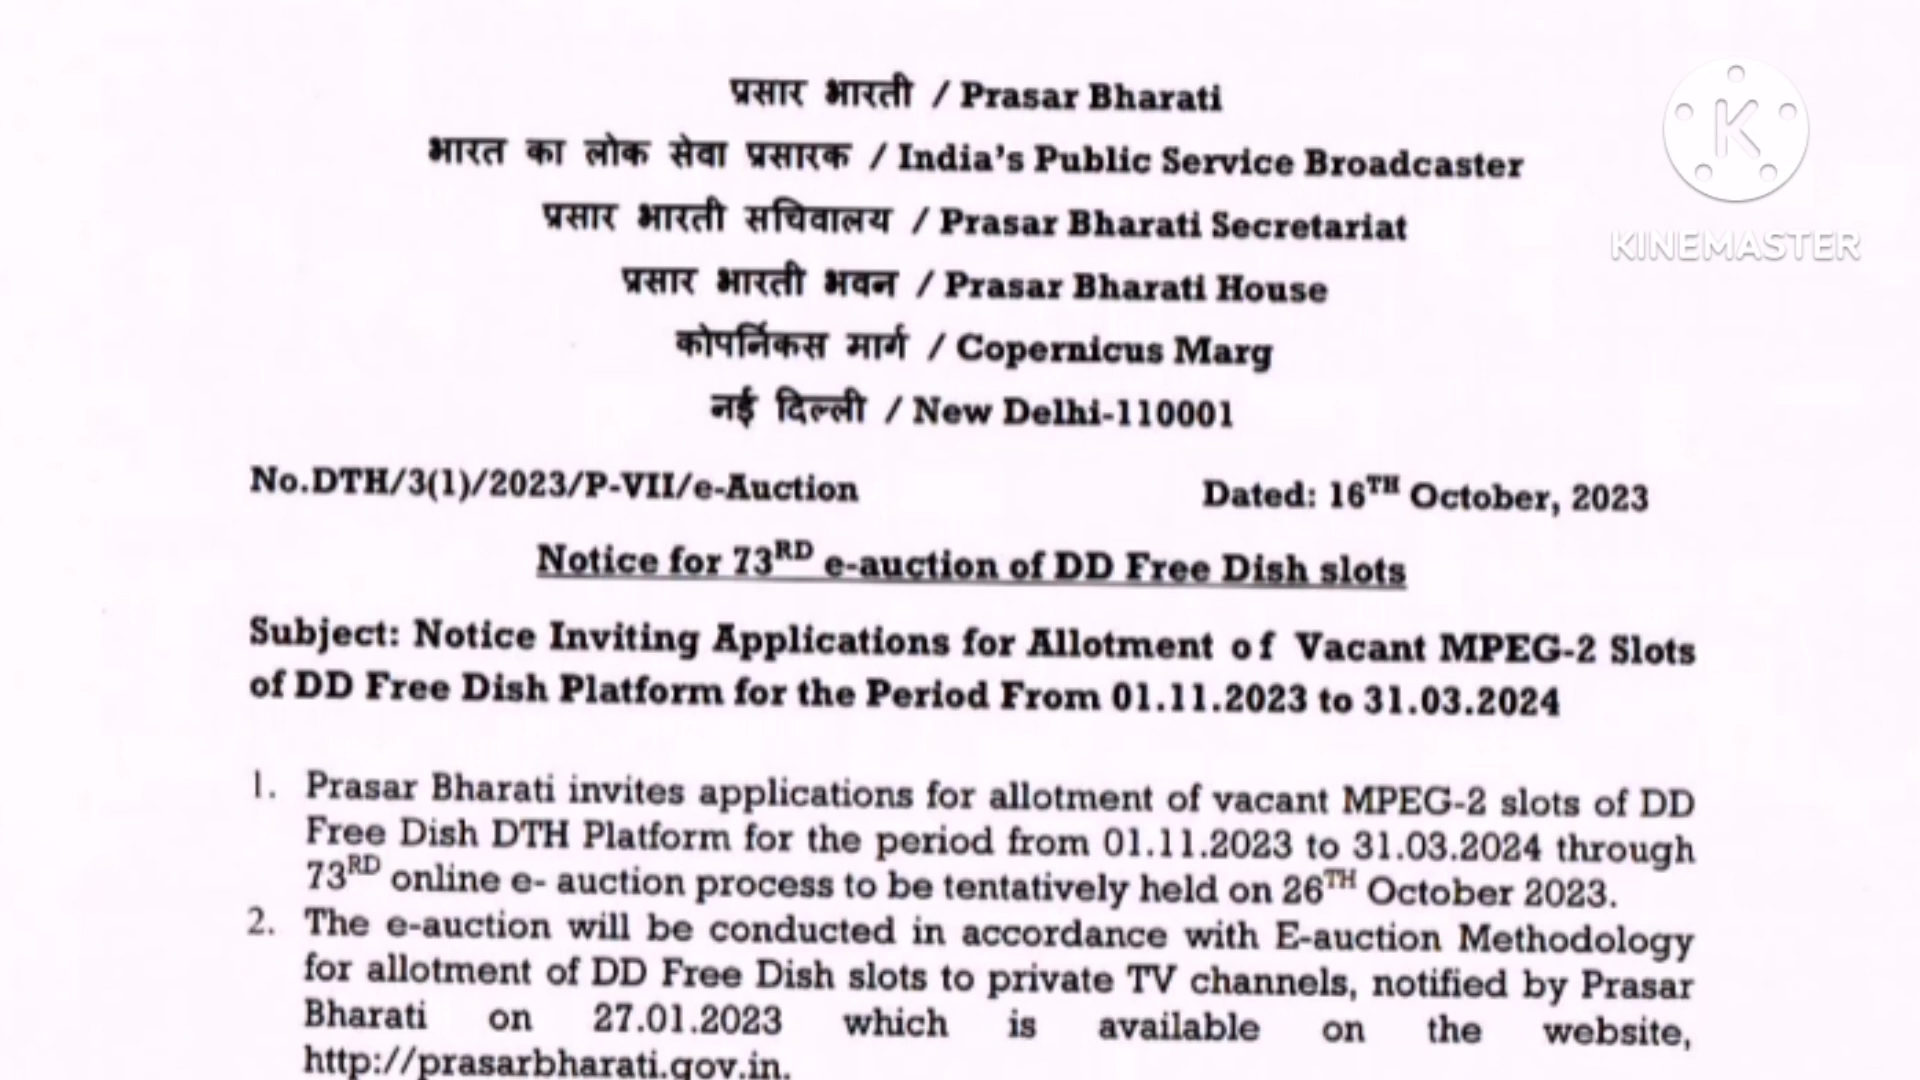 प्रसार भारती / Prasar Bharati
भारत का लोक सेवा प्रसारक / India's Public Service Broadcaster
प्रसार भारती सचिवालय / Prasar Bharati Secretariat
प्रसार भारती भवन / Prasar Bharati House
कोपर्निकस मार्ग / Copernicus Marg
नई दिल्ली / New Delhi-110001
K
KINEMASTER
No.DTH/3(1)/2023/P-VII/e-Auction Dated: 16TH October, 2023
Notice for 73RD e-auction of DD Free Dish slots
Subject: Notice Inviting Applications for Allotment of Vacant MPEG-2 Slots
of DD Free Dish Platform for the Period From 01.11.2023 to 31.03.2024
1. Prasar Bharati invites applications for allotment of vacant MPEG-2 slots of DD
Free Dish DTH Platform for the period from 01.11.2023 to 31.03.2024 through
73RD online e- auction process to be tentatively held on 26TH October 2023.
2. The e-auction will be conducted in accordance with E-auction Methodology
for allotment of DD Free Dish slots to private TV channels, notified by Prasar
Bharati on 27.01.2023 which is available on the website,
http://prasarbharati.gov.in.